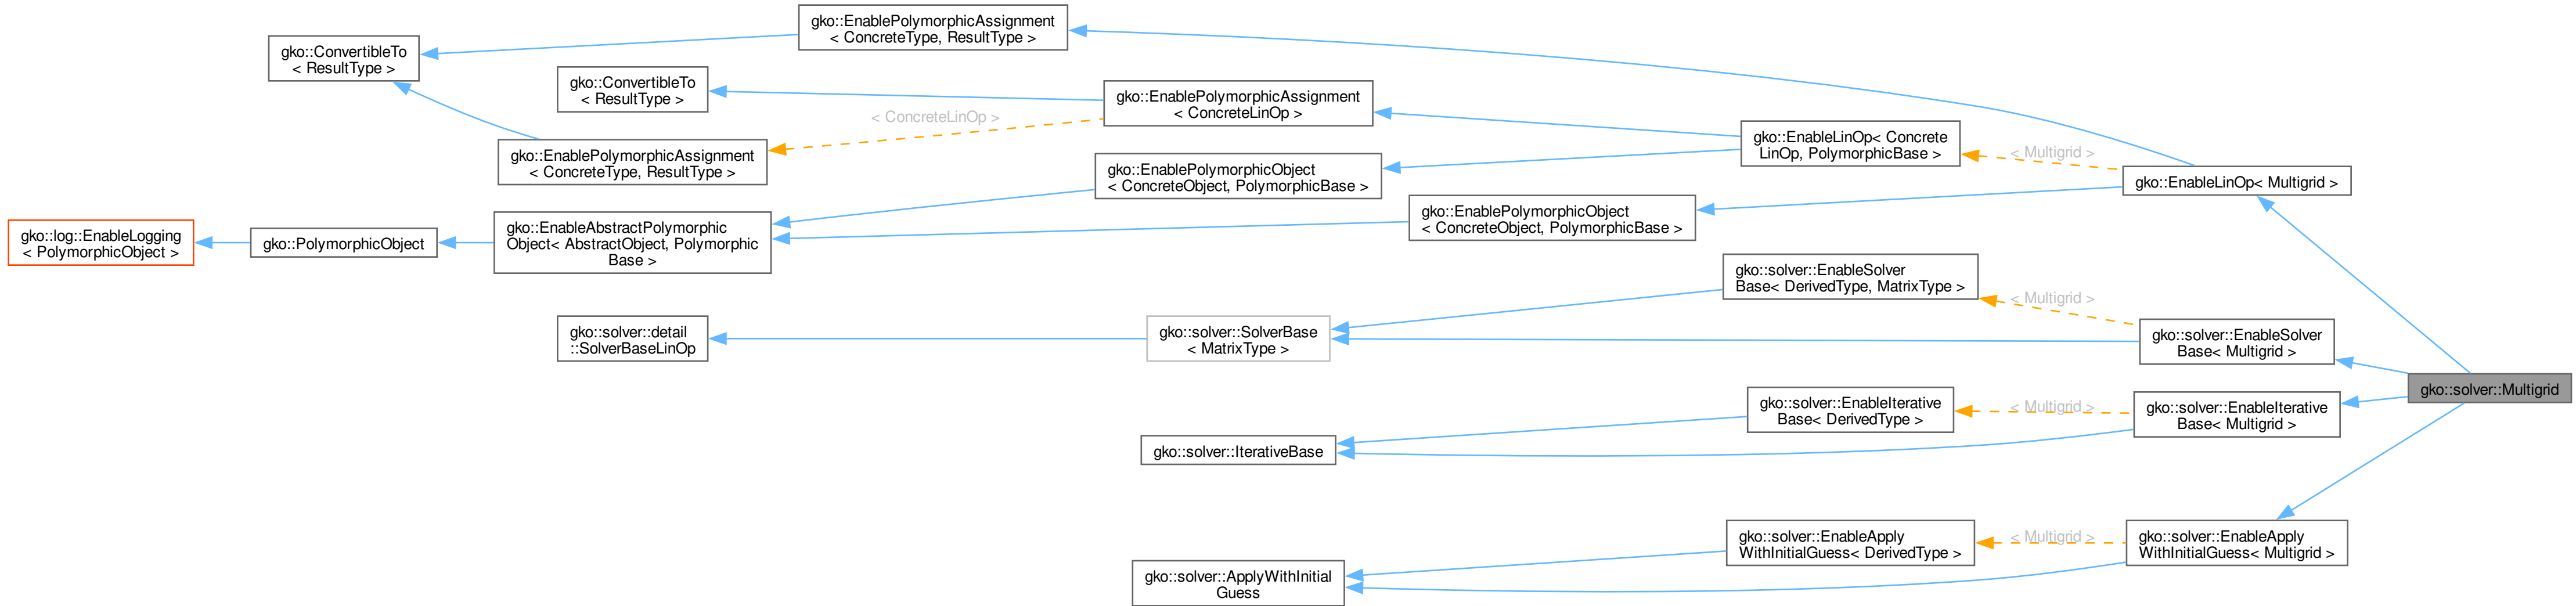 gko::EnablePolymorphicAssignment
< ConcreteType, ResultType >
gko::ConvertibleTo
< ResultType >
gko::ConvertibleTo
< ResultType >
gko::EnablePolymorphicAssignment
< ConcreteLinOp >
< ConcreteLinOp >
gko::EnablePolymorphicAssignment
< ConcreteType, ResultType >
gko::EnableLinOp< Concrete
LinOp, PolymorphicBase >
< Multigrid >
gko::EnablePolymorphicObject
< ConcreteObject, PolymorphicBase >
gko::EnableLinOp< Multigrid >
gko::EnablePolymorphicObject
< ConcreteObject, PolymorphicBase >
gko::log::EnableLogging
< PolymorphicObject >
gko::PolymorphicObject
gko::EnableAbstractPolymorphic
Object< AbstractObject, Polymorphic
Base >
gko::solver::EnableSolver
Base< DerivedType, MatrixType >
< Multigrid >
gko::solver::detail
::SolverBaseLinOp
gko::solver::SolverBase
< MatrixType >
gko::solver::EnableSolver
Base< Multigrid >
gko::solver::Multigrid
gko::solver::EnableIterative
Base< DerivedType >
< Multigrid >
gko::solver::EnableIterative
Base< Multigrid >
gko::solver::IterativeBase
gko::solver::EnableApply
WithInitialGuess< DerivedType >
< Multigrid >
gko::solver::EnableApply
WithInitialGuess< Multigrid >
gko::solver::ApplyWithInitial
Guess